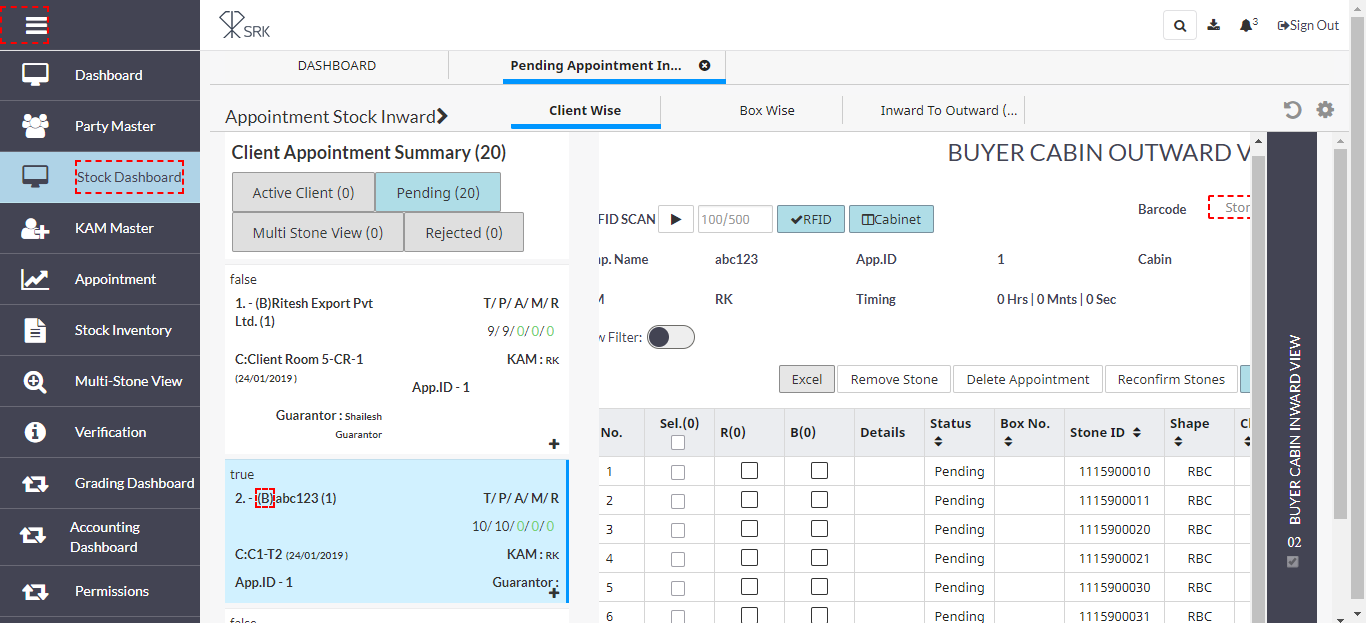 SRK
3
Sign Out
Dashboard
Party Master
Stock Dashboard
KAM Master
Appointment
Stock Inventory
Multi-Stone View
Verification
Grading Dashboard
Accounting
Dashboard
Permissions
DASHBOARD
Pending Appointment In...
Appointment Stock Inward
Client Wise
Box Wise
Inward To Outward (...
Client Appointment Summary (20)
Active Client (0)
Pending (20)
Multi Stone View (0)
Rejected (0)
false
1. - (B)Ritesh Export Pvt
Ltd. (1)
T/ P/ A/ M/ R
9/ 9/ 0/ 0/ 0
C:Client Room 5-CR-1
(24/01/2019 )
KAM : RK
App.ID - 1
Guarantor : Shailesh
Guarantor
true
2. - (B)abc123 (1)
T/ P/ A/ M/ R
10/ 10/ 0/ 0/ 0
C:C1-T2 (24/01/2019 )
KAM : RK
App.ID - 1
Guarantor :
false
BUYER CABIN OUTWARD V
FID SCAN
100/500
RFID
Cabinet
Barcode
Stor
p. Name
abc123
App.ID
1
Cabin
RK
Timing
0 Hrs | 0 Mnts | 0 Sec
w Filter:
Excel
Remove Stone
Delete Appointment
Reconfirm Stones
No.
Sel.(0)
R(0)
B(0)
Details
Status
Box No.
Stone ID
Shape
1
Pending
1115900010
RBC
2
Pending
1115900011
RBC
3
Pending
1115900020
RBC
4
Pending
1115900021
RBC
5
Pending
1115900030
RBC
6
Pending
1115900031
RBC
BUYER CABIN INWARD VIEW
02